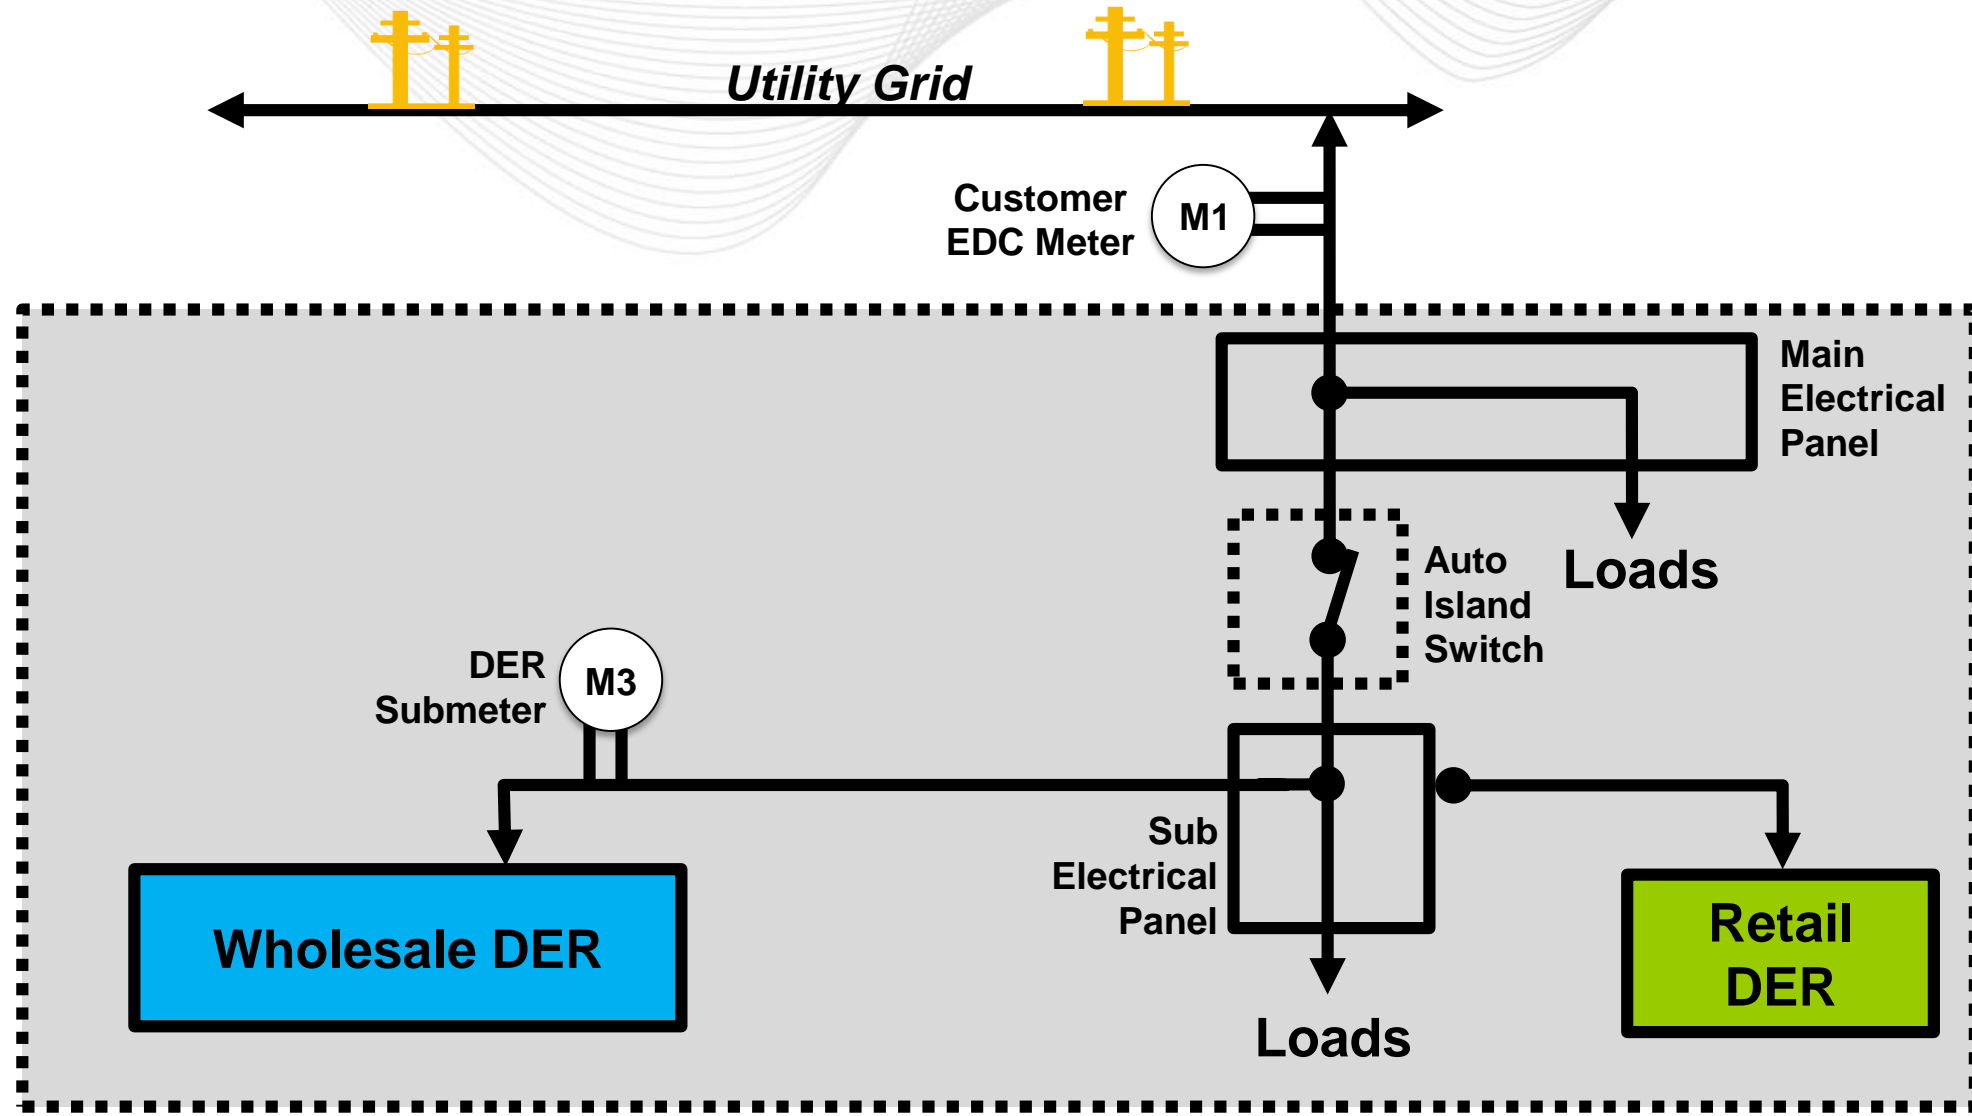 Utility Grid
Customer
EDC Meter
M1
Main
Electrical
Panel
Auto
Island
Switch
Loads
DER
Submeter
M3
Sub
Electrical
Panel
Wholesale DER
Retail
DER
Loads